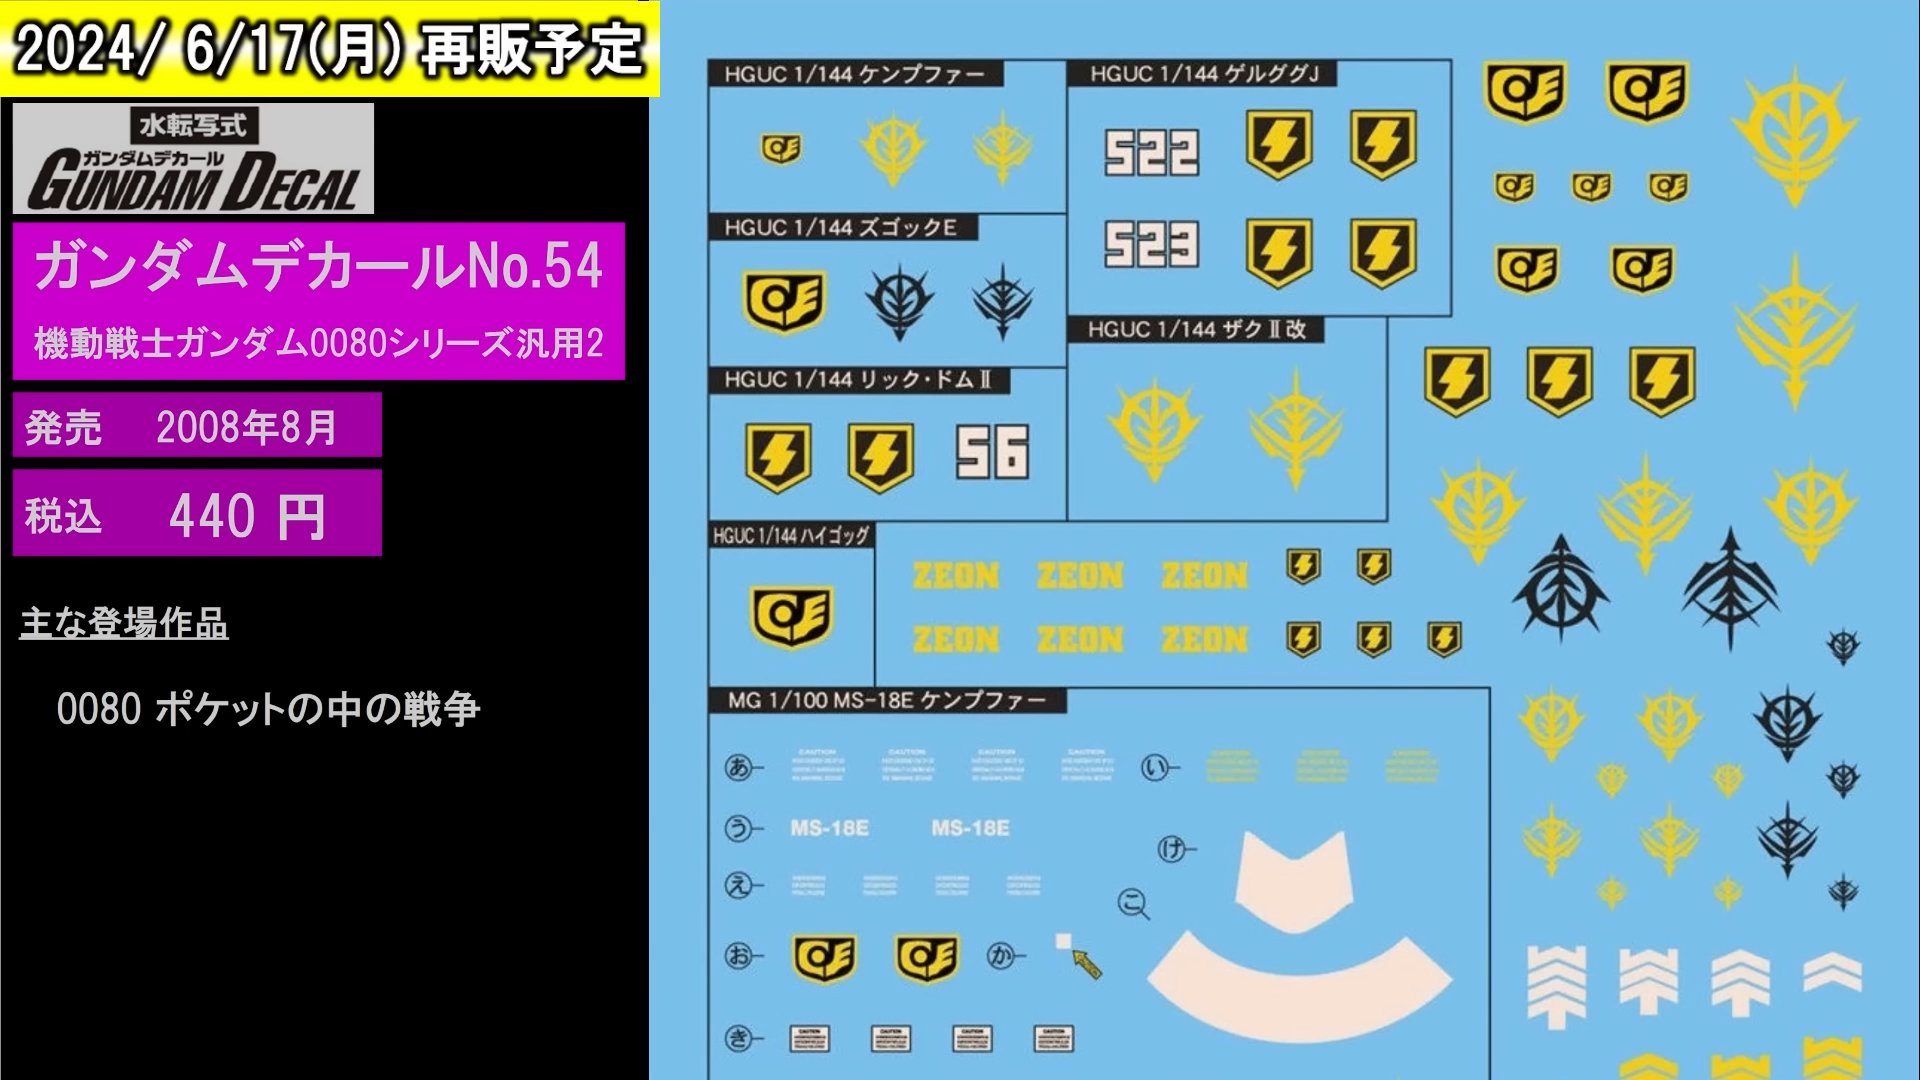 2024/ 6/17(月) 再販予定
水転写式
ガンダムデカール
GUNDAM DECAL
ガンダムデカールNo.54
機動戦士ガンダム0080シリーズ汎用2
発売 2008年8月
税込 440 円
主な登場作品
0080 ポケットの中の戦争
HGUC 1/144 ケンプファー
HGUC 1/144 ゲルググJ
522
523
HGUC 1/144 ズゴックE
HGUC 1/144 ザクⅡ改
HGUC 1/144 リック・ドムⅡ
56
HGUC 1/144 ハイゴッグ
ZEON ZEON ZEON
ZEON ZEON ZEON
MG 1/100 MS-18E ケンプファー
あ CAUTION CAUTION CAUTION CAUTION い
う MS-18E MS-18E
け
え
こ
お か
き CAUTION CAUTION CAUTION CAUTION